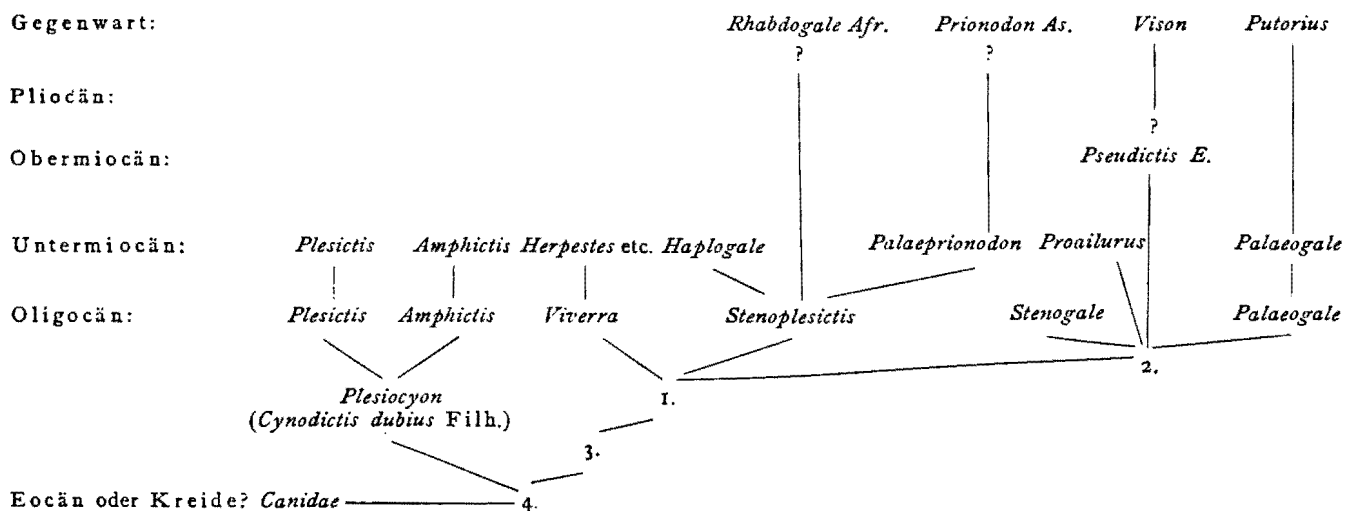 Gegenwart: Rhabdogale Afr. Prionodon As. Vison Putorius
? ?
Pliocän:
?
Obermiocän: Pseudictis E.
Untermiocän: Plesictis Amphictis Herpestes etc. Haplogale Palaeprionodon Proailurus Palaeogale
Oligocän: Plesictis Amphictis Viverra Stenoplesictis Stenogale Palaeogale
2.
Plesiocyon 1.
(Cynodictis dubius Filh.)
3.
Eocän oder Kreide? Canidae 4.